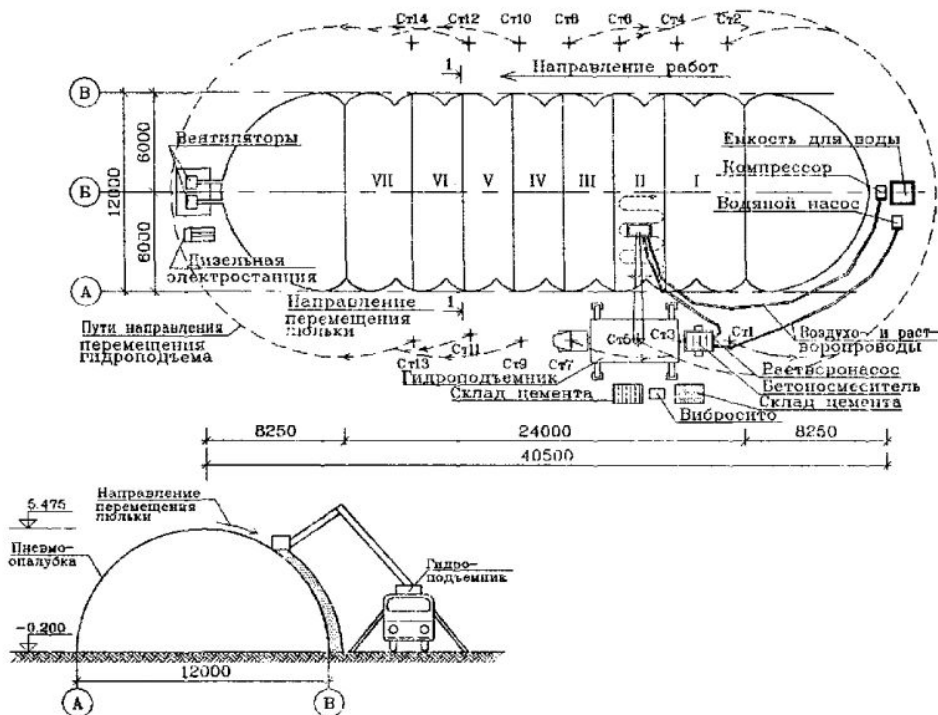 Ст14 Ст12 Ст10 Ст8 Ст6 Ст4 Ст2
1
Направление работ
В
Вентиляторы
Емкость для воды
Компрессор
6000
12000
Б
VII VI V IV III II I
Водяной насос
6000
Дизельная
электростанция
А
Направление
перемещения
люльки
1
Пути направления
перемещения
гидроподъема
Воздухо- и раст-
воропроводы
Ст13 Ст11 Ст9 Ст7 Ст5 Ст3 Ст1
Растворонасос
Гидроподъемник
Бетоносмеситель
Склад цемента
Склад цемента
Вибросито
8250 24000 8250
40500
Направление
перемещения
люльки
5.475
Пневмо-
опалубка
Гидро-
подъемник
-0.200
12000
А В